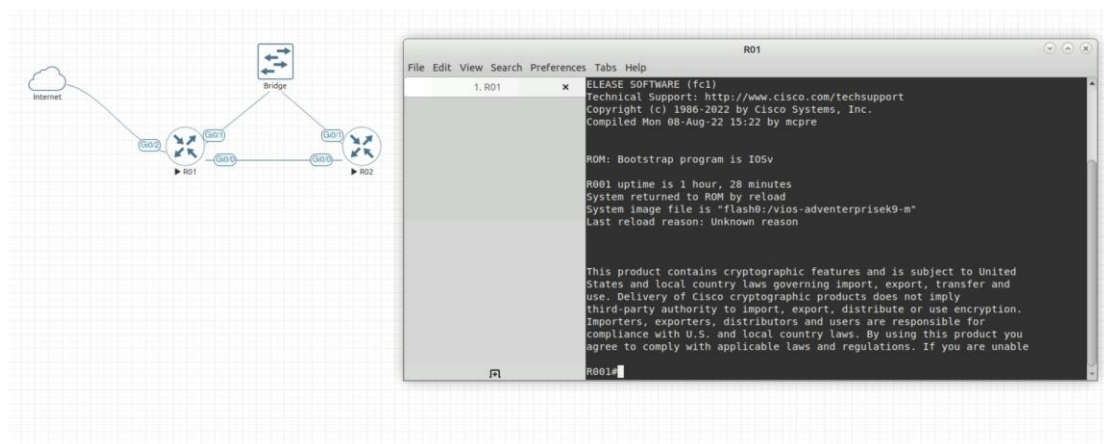 Internet
Bridge
Gi0/2
Gi0/1
Gi0/1
Gi0/0
Gi0/0
R01
R02
R01
File Edit View Search Preferences Tabs Help
1. R01
ELEASE SOFTWARE (fc1)
Technical Support: http://www.cisco.com/techsupport
Copyright (c) 1986-2022 by Cisco Systems, Inc.
Compiled Mon 08-Aug-22 15:22 by mcpre
ROM: Bootstrap program is IOSv
R001 uptime is 1 hour, 28 minutes
System returned to ROM by reload
System image file is "flash0:/vios-adventerprisek9-m"
Last reload reason: Unknown reason
This product contains cryptographic features and is subject to United
States and local country laws governing import, export, transfer and
use. Delivery of Cisco cryptographic products does not imply
third-party authority to import, export, distribute or use encryption.
Importers, exporters, distributors and users are responsible for
compliance with U.S. and local country laws. By using this product you
agree to comply with applicable laws and regulations. If you are unable
R001#